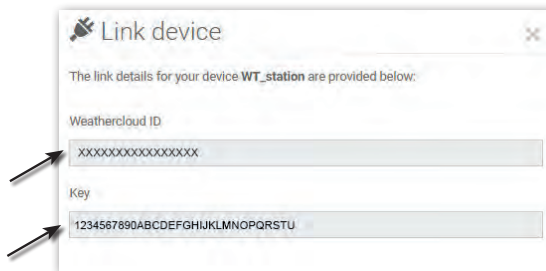 Link device
The link details for your device WT_station are provided below:
Weathercloud ID
XXXXXXXXXXXXXXXX
Key
1234567890ABCDEFGHIJKLMNOPQRSTU